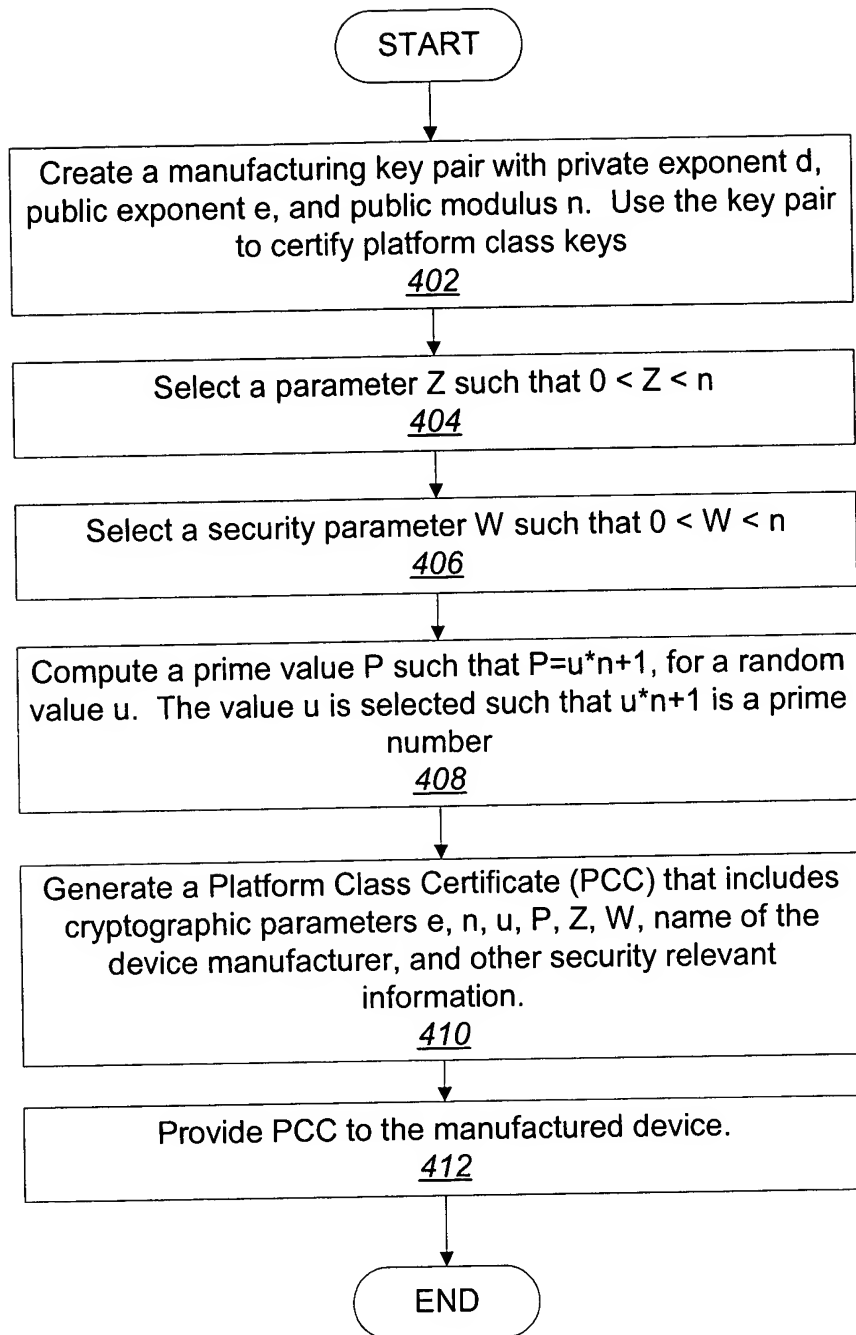 START
Create a manufacturing key pair with private exponent d,
public exponent e, and public modulus n.  Use the key pair
to certify platform class keys
402
Select a parameter Z such that 0 < Z < n
404
Select a security parameter W such that 0 < W < n
406
Compute a prime value P such that P=u*n+1, for a random
value u.  The value u is selected such that u*n+1 is a prime
number
408
Generate a Platform Class Certificate (PCC) that includes
cryptographic parameters e, n, u, P, Z, W, name of the
device manufacturer, and other security relevant
information.
410
Provide PCC to the manufactured device.
412
END